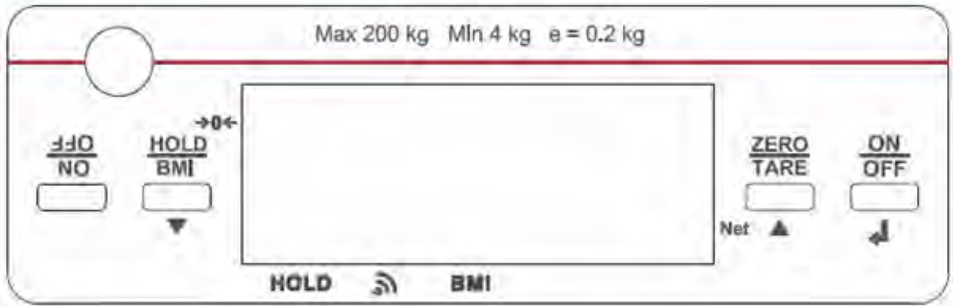 Max 200 kg Min 4 kg e = 0.2 kg
→0←
ON
OFF
HOLD
BMI
ZERO
TARE
ON
OFF
Net
HOLD BMI